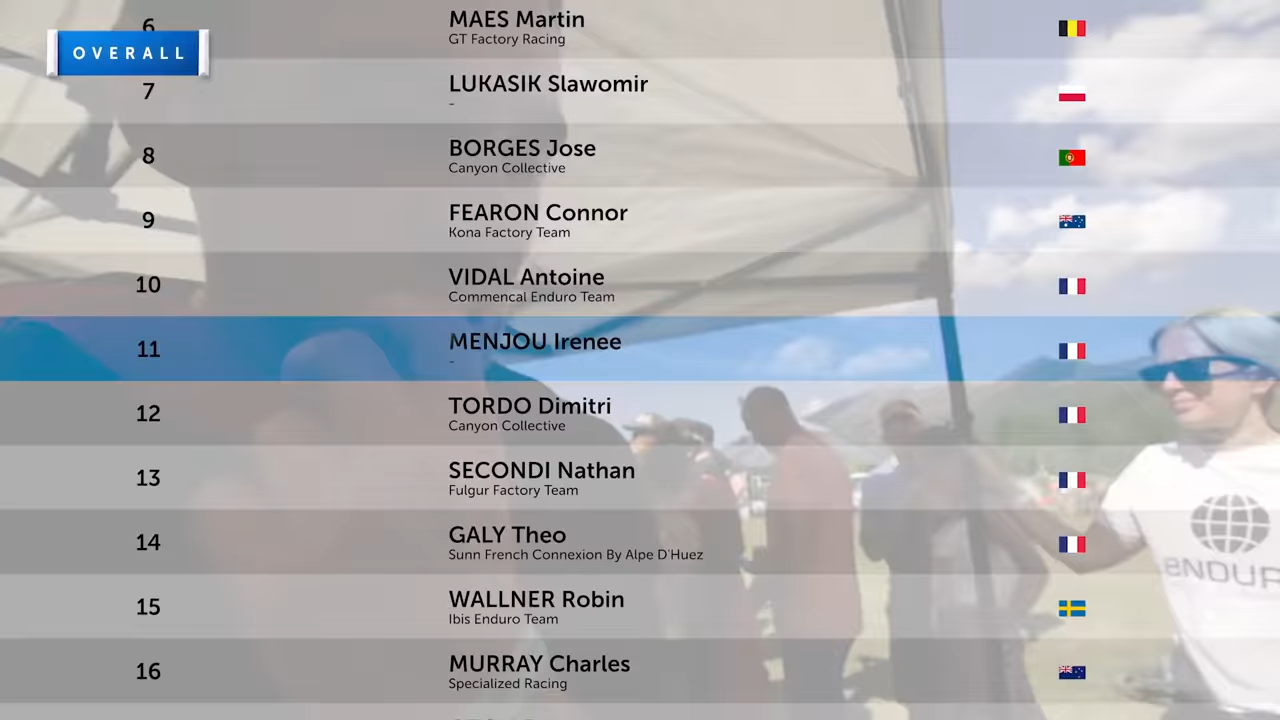 OVERALL
6 MAES Martin
GT Factory Racing
7 LUKASIK Slawomir
-
8 BORGES Jose
Canyon Collective
9 FEARON Connor
Kona Factory Team
10 VIDAL Antoine
Commencal Enduro Team
11 MENJOU Irenee
-
12 TORDO Dimitri
Canyon Collective
13 SECONDI Nathan
Fulgur Factory Team
14 GALY Theo
Sunn French Connexion By Alpe D'Huez
15 WALLNER Robin
Ibis Enduro Team
16 MURRAY Charles
Specialized Racing